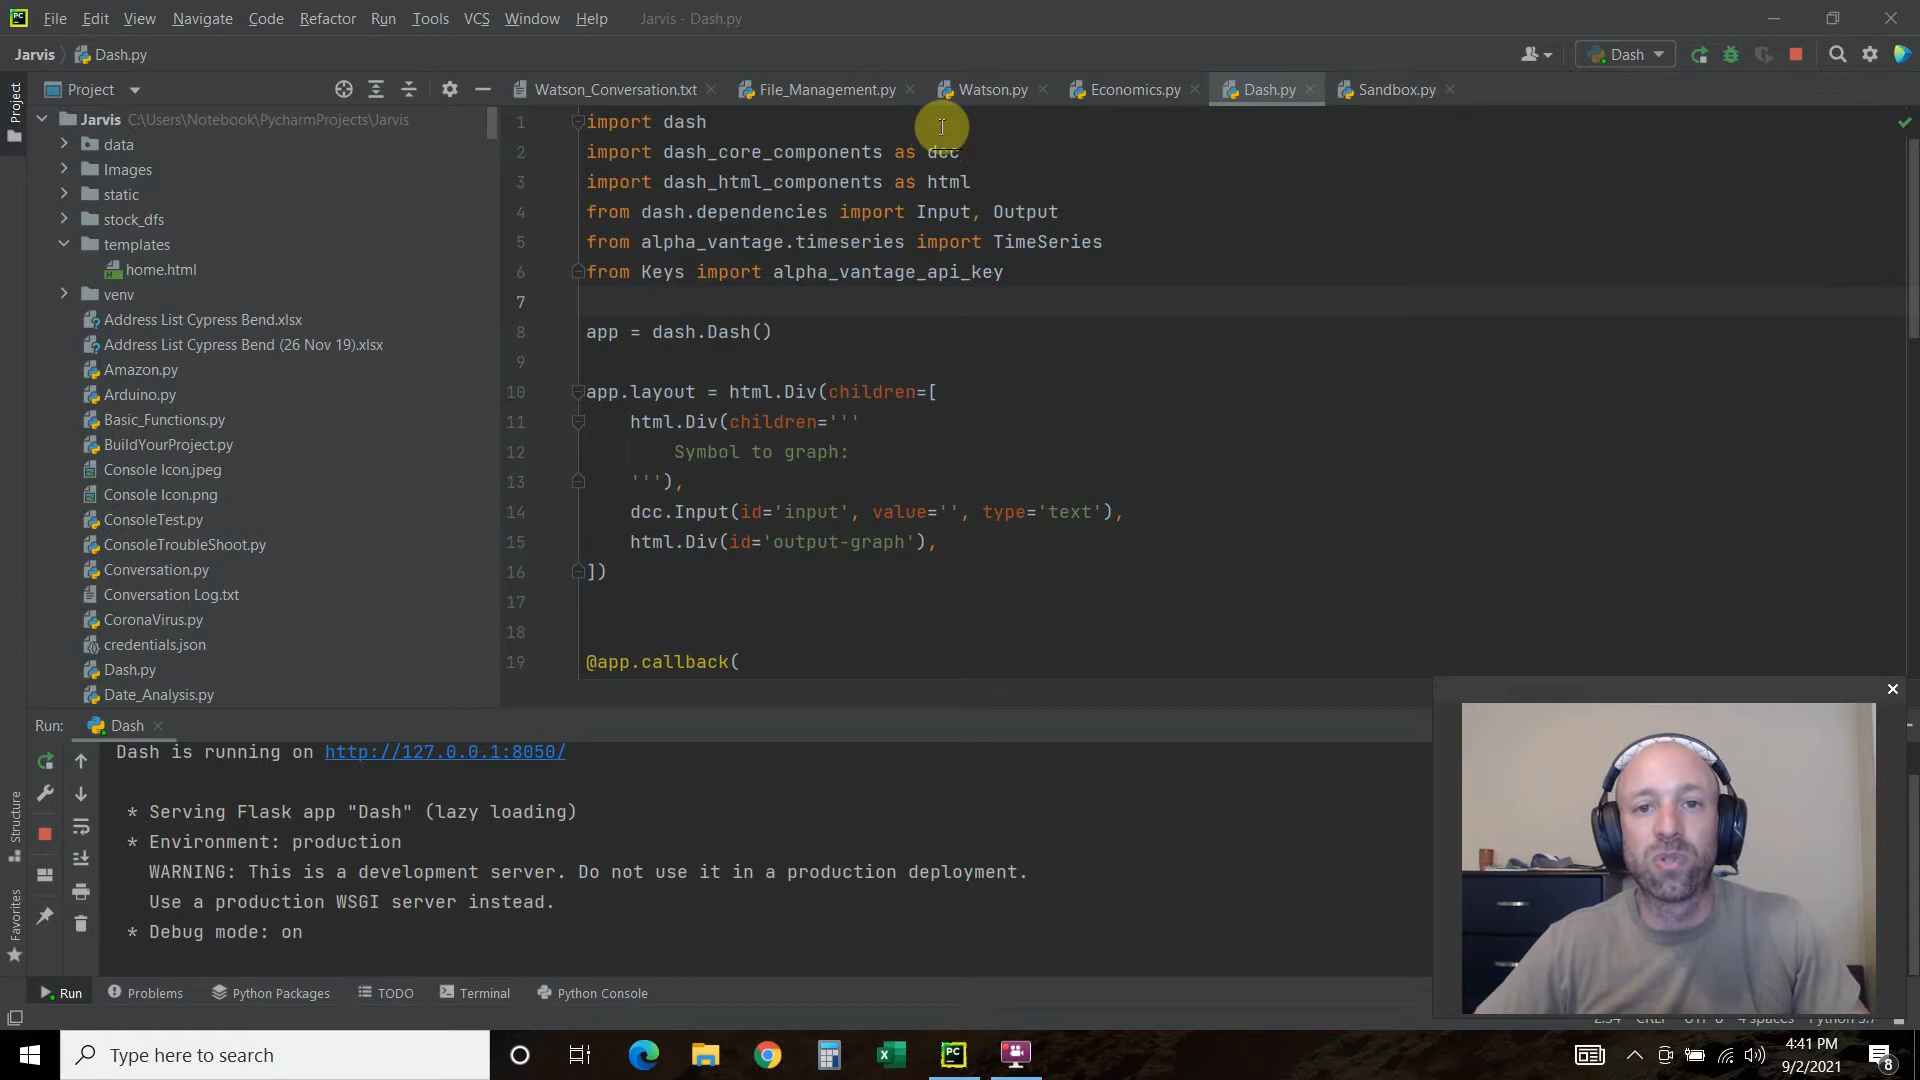 File Edit View Navigate Code Refactor Run Tools VCS Window Help Jarvis - Dash.py
Jarvis Dash.py Dash
Project Watson_Conversation.txt File_Management.py Watson.py Economics.py Dash.py Sandbox.py
Project
Jarvis C:\Users\Notebook\PycharmProjects\Jarvis
data
Images
static
stock_dfs
templates
home.html
venv
Address List Cypress Bend.xlsx
Address List Cypress Bend (26 Nov 19).xlsx
Amazon.py
Arduino.py
Basic_Functions.py
BuildYourProject.py
Console Icon.jpeg
Console Icon.png
ConsoleTest.py
ConsoleTroubleShoot.py
Conversation.py
Conversation Log.txt
CoronaVirus.py
credentials.json
Dash.py
Date_Analysis.py
1 import dash
2 import dash_core_components as dcc
3 import dash_html_components as html
4 from dash.dependencies import Input, Output
5 from alpha_vantage.timeseries import TimeSeries
6 from Keys import alpha_vantage_api_key
7
8 app = dash.Dash()
9
10 app.layout = html.Div(children=[
11 html.Div(children='''
12 Symbol to graph:
13 '''),
14 dcc.Input(id='input', value='', type='text'),
15 html.Div(id='output-graph'),
16 ])
17
18
19 @app.callback(
Run: Dash
Dash is running on http://127.0.0.1:8050/
* Serving Flask app "Dash" (lazy loading)
* Environment: production
WARNING: This is a development server. Do not use it in a production deployment.
Use a production WSGI server instead.
* Debug mode: on
Structure
Favorites
Run Problems Python Packages TODO Terminal Python Console
Type here to search
4:41 PM
9/2/2021
8